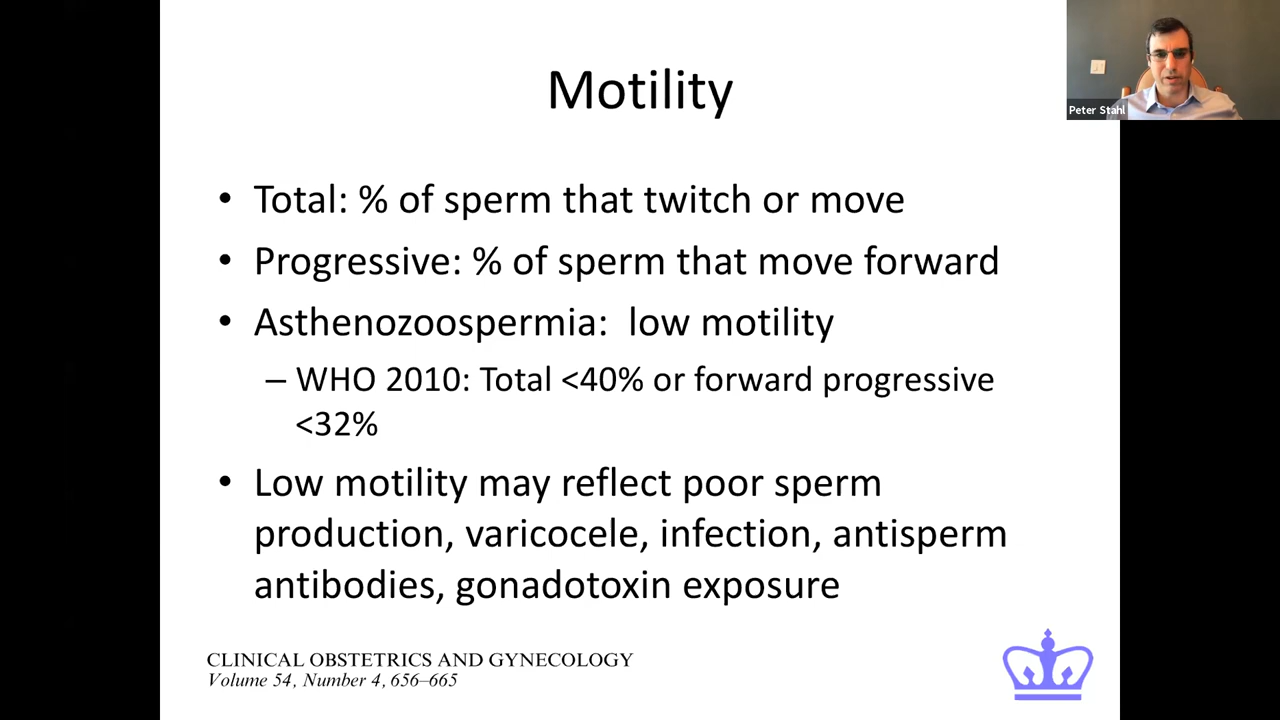 Motility
Peter Stahl
• Total: % of sperm that twitch or move
• Progressive: % of sperm that move forward
• Asthenozoospermia:  low motility
– WHO 2010: Total <40% or forward progressive
<32%
• Low motility may reflect poor sperm
production, varicocele, infection, antisperm
antibodies, gonadotoxin exposure
CLINICAL OBSTETRICS AND GYNECOLOGY
Volume 54, Number 4, 656–665